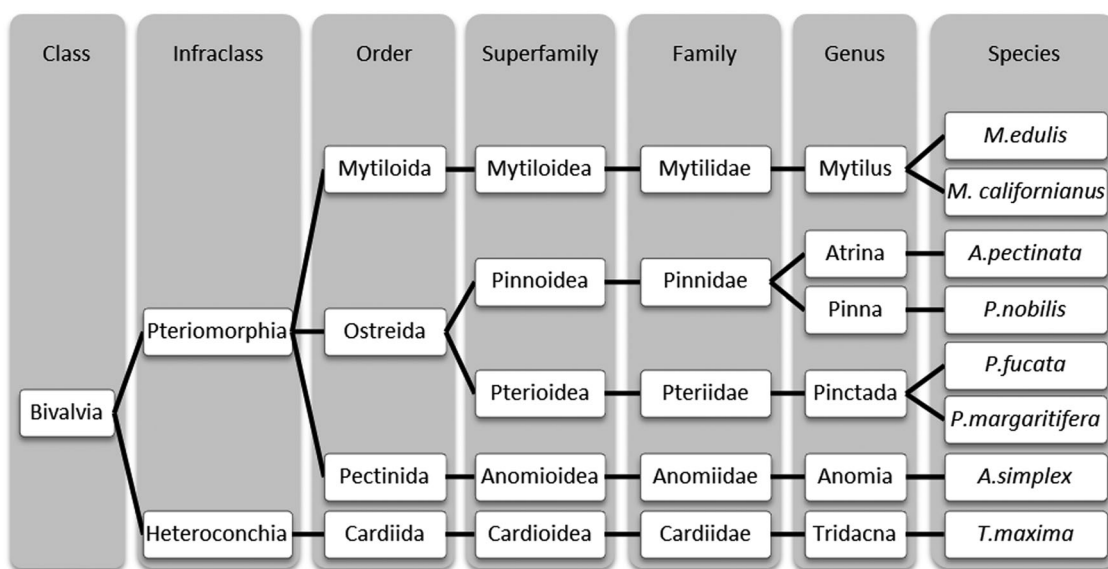 Class Infraclass Order Superfamily Family Genus Species
M.edulis
Mytiloida Mytiloidea Mytilidae Mytilus
M. californianus
Atrina A.pectinata
Pinnoidea Pinnidae
Pinna P.nobilis
Pteriomorphia Ostreida
P.fucata
Pterioidea Pteriidae Pinctada
Bivalvia
P.margaritifera
Pectinida Anomioidea Anomiidae Anomia A.simplex
Heteroconchia Cardiida Cardioidea Cardiidae Tridacna T.maxima